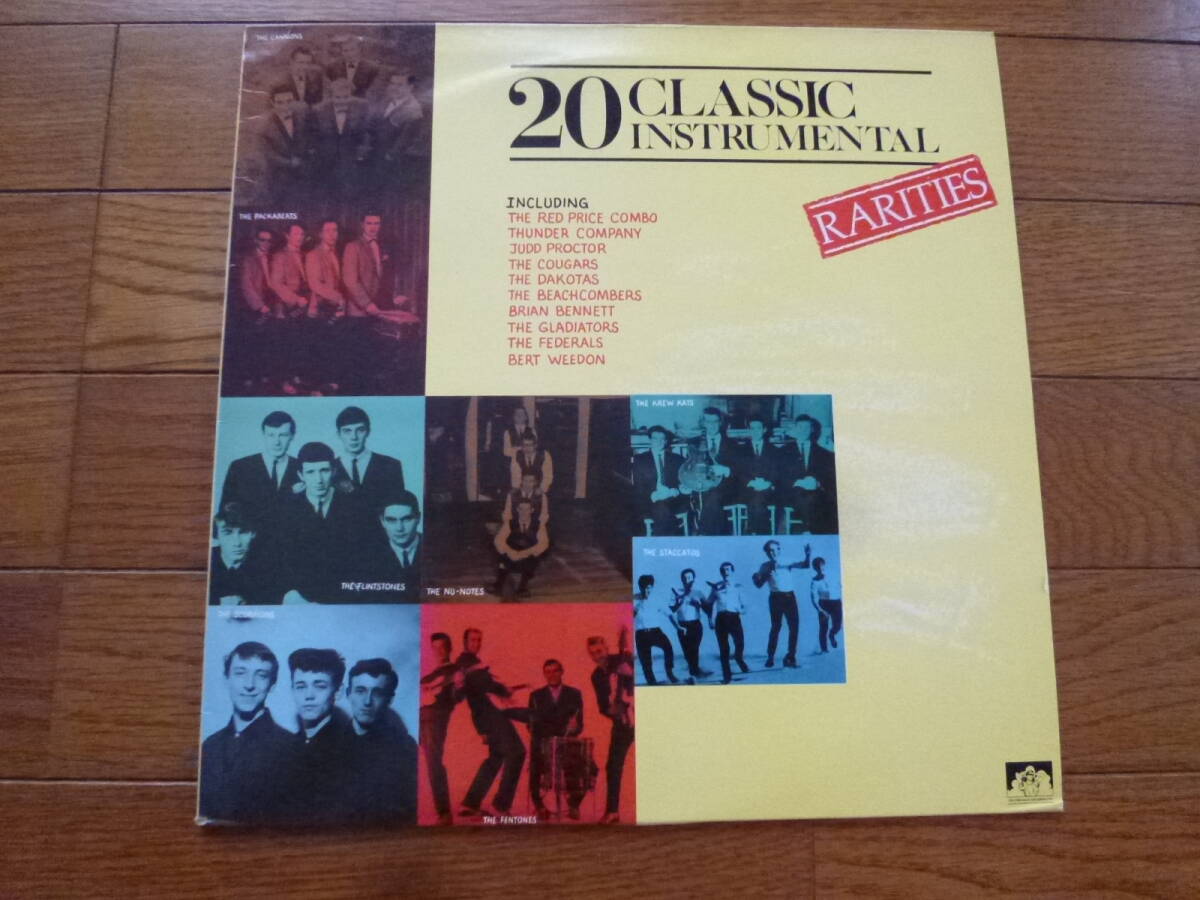 THE CANNONS
20 CLASSIC
INSTRUMENTAL
RARITIES
INCLUDING
THE RED PRICE COMBO
THUNDER COMPANY
JUDD PROCTOR
THE COUGARS
THE DAKOTAS
THE BEACHCOMBERS
BRIAN BENNETT
THE GLADIATORS
THE FEDERALS
BERT WEEDON
THE PACKABEATS
THE FLINTSTONES
THE NU-NOTES
THE KREW KATS
THE STACCATOS
THE SCORPIONS
THE FENTONES